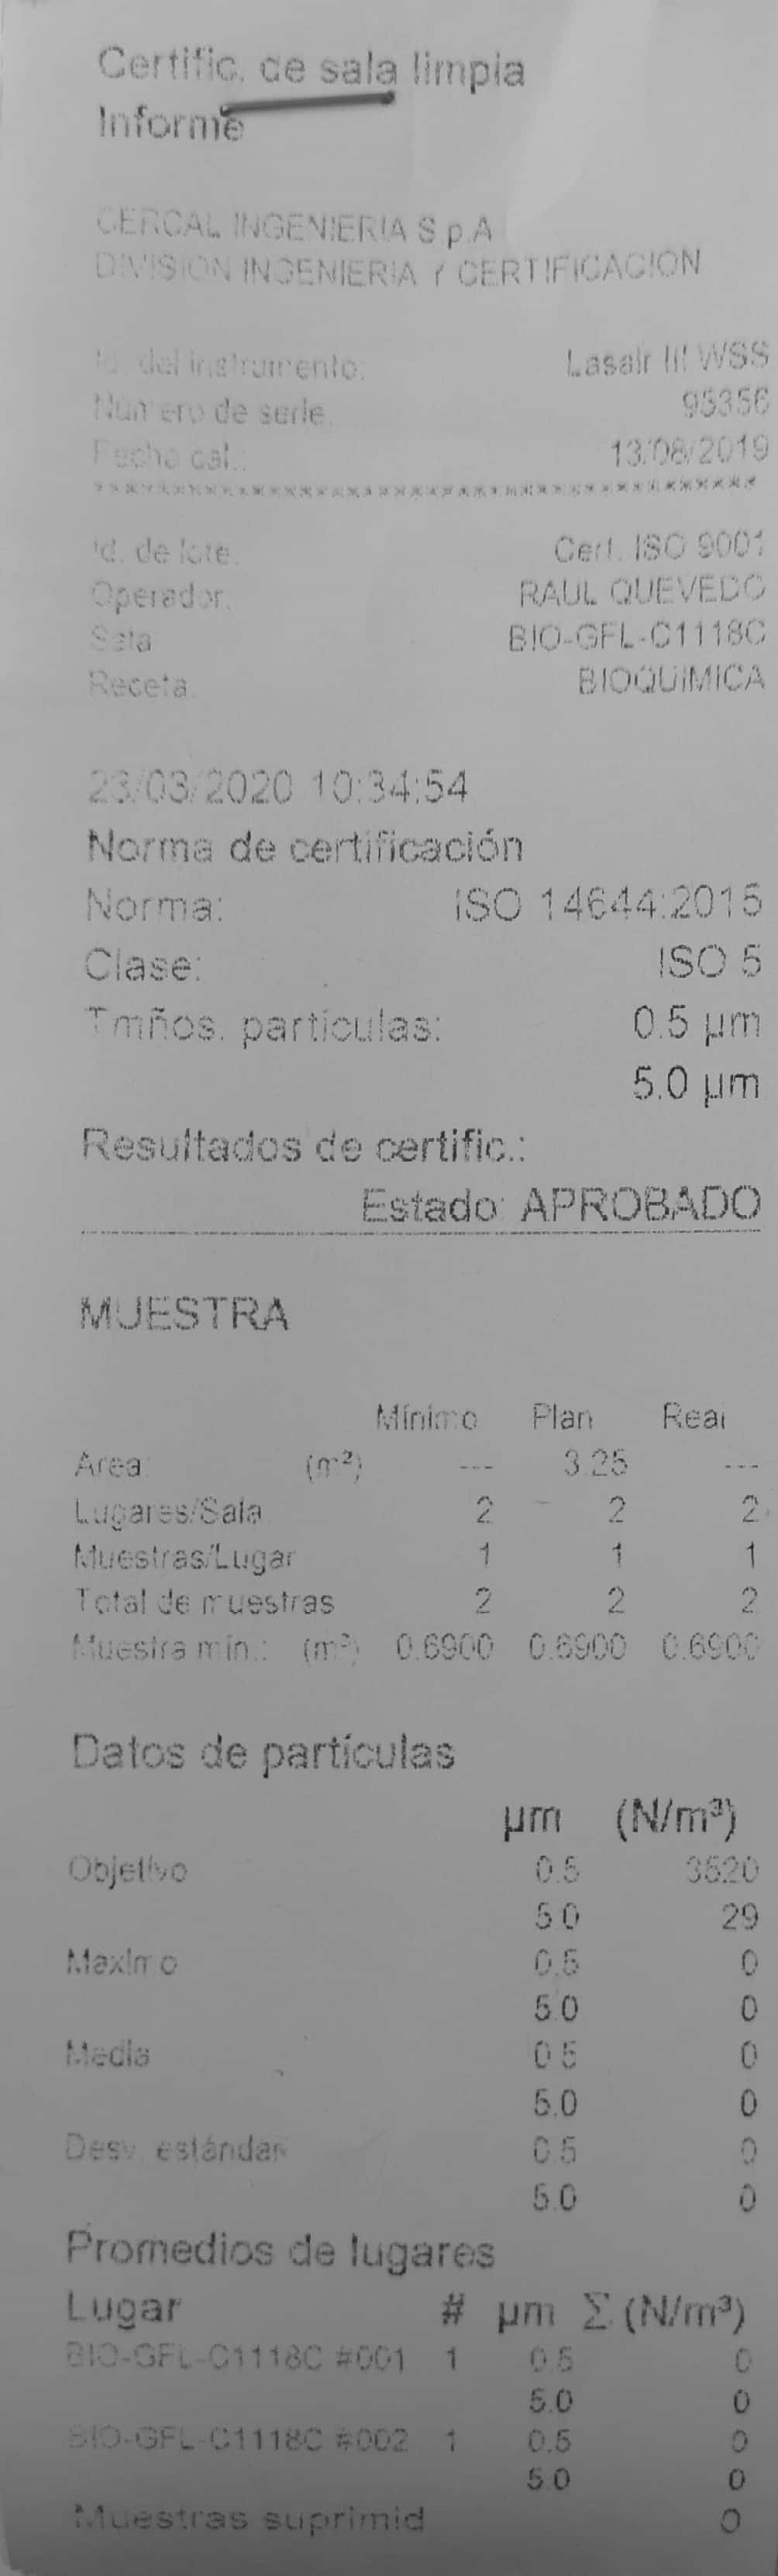 Certific. de sala limpia
Informe
CERCAL INGENIERIA S.p.A
DIVISION INGENIERIA Y CERTIFICACION
Id. del instrumento: Lasair III WSS
Número de serie: 95356
Fecha cal.: 13/08/2019
Id. de lote: Cert. ISO 9001
Operador: RAUL QUEVEDO
Sala BIO-GFL-C1118C
Receta BIOQUIMICA
23/03/2020 10:34:54
Norma de certificación
Norma: ISO 14644:2015
Clase: ISO 5
Tmños. partículas: 0.5 µm
5.0 µm
Resultados de certific.:
Estado: APROBADO
MUESTRA
Mínimo Plan Real
Area: (m²) --- 3.25 ---
Lugares/Sala 2 2 2
Muestras/Lugar 1 1 1
Total de muestras 2 2 2
Muestra mín.: (m³) 0.6900 0.6900 0.6900
Datos de partículas
µm (N/m³)
Objetivo 0.5 3520
5.0 29
Maximo 0.5 0
5.0 0
Media 0.5 0
5.0 0
Desv. estándar 0.5 0
5.0 0
Promedios de lugares
Lugar # µm Σ (N/m³)
BIO-GFL-C1118C #001 1 0.5 0
5.0 0
BIO-GFL-C1118C #002 1 0.5 0
5.0 0
Muestras suprimid 0